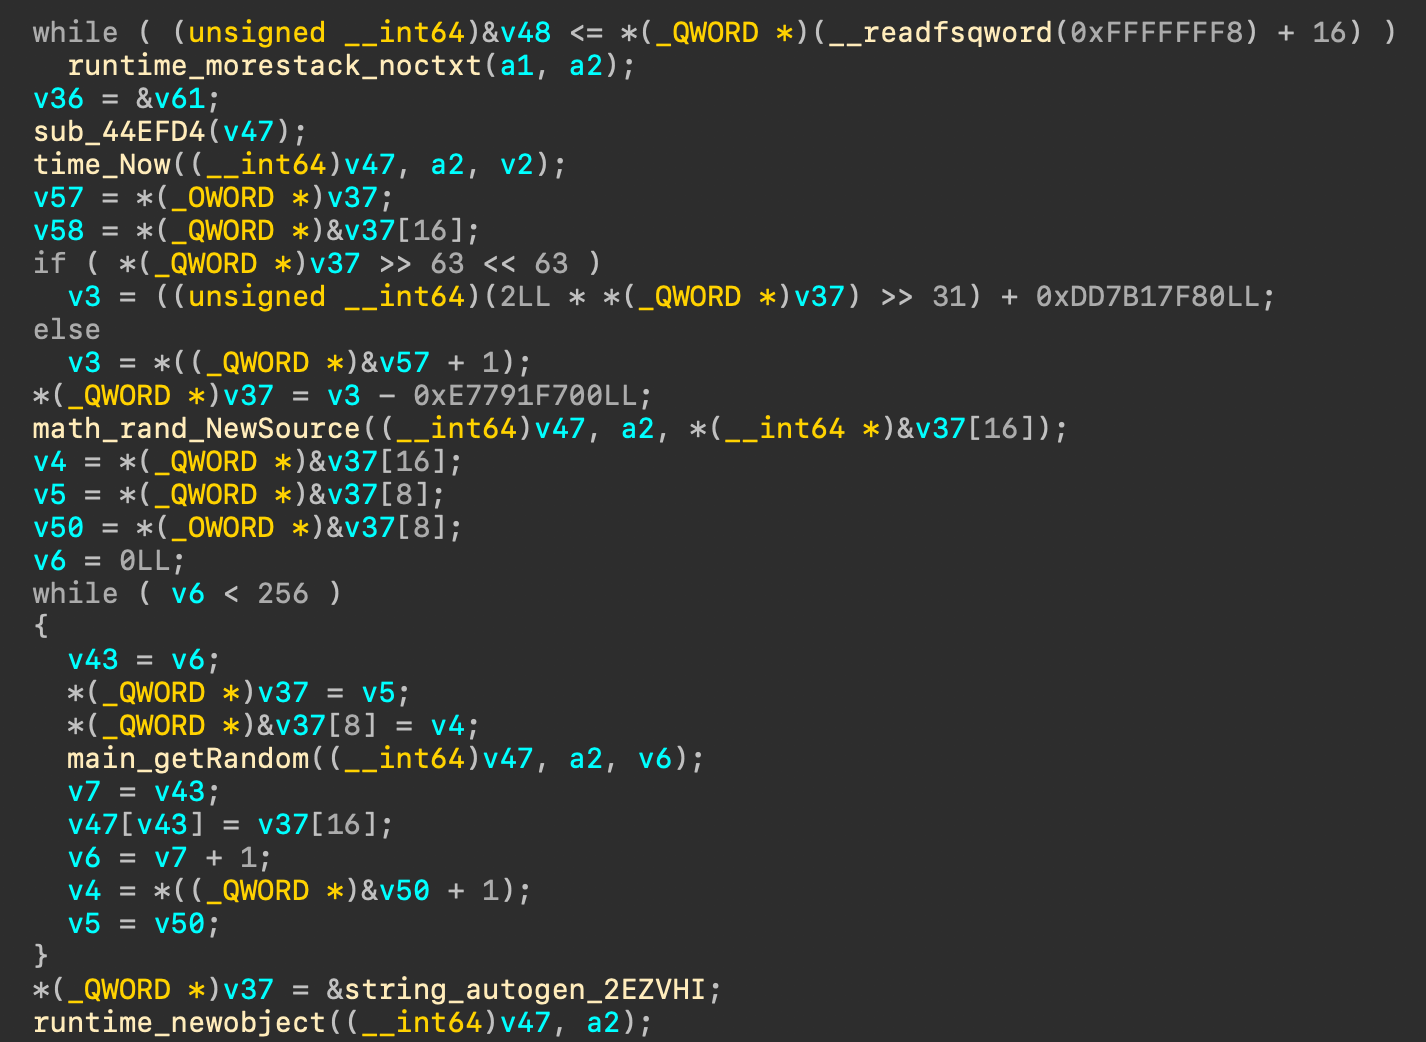 while ( (unsigned __int64)&v48 <= *(_QWORD *)(__readfsqword(0xFFFFFFF8) + 16) )
  runtime_morestack_noctxt(a1, a2);
v36 = &v61;
sub_44EFD4(v47);
time_Now((__int64)v47, a2, v2);
v57 = *(_OWORD *)v37;
v58 = *(_QWORD *)&v37[16];
if ( *(_QWORD *)v37 >> 63 << 63 )
  v3 = ((unsigned __int64)(2LL * *(_QWORD *)v37) >> 31) + 0xDD7B17F80LL;
else
  v3 = *((_QWORD *)&v57 + 1);
*(_QWORD *)v37 = v3 - 0xE7791F700LL;
math_rand_NewSource((__int64)v47, a2, *(__int64 *)&v37[16]);
v4 = *(_QWORD *)&v37[16];
v5 = *(_QWORD *)&v37[8];
v50 = *(_OWORD *)&v37[8];
v6 = 0LL;
while ( v6 < 256 )
{
  v43 = v6;
  *(_QWORD *)v37 = v5;
  *(_QWORD *)&v37[8] = v4;
  main_getRandom((__int64)v47, a2, v6);
  v7 = v43;
  v47[v43] = v37[16];
  v6 = v7 + 1;
  v4 = *((_QWORD *)&v50 + 1);
  v5 = v50;
}
*(_QWORD *)v37 = &string_autogen_2EZVHI;
runtime_newobject((__int64)v47, a2);